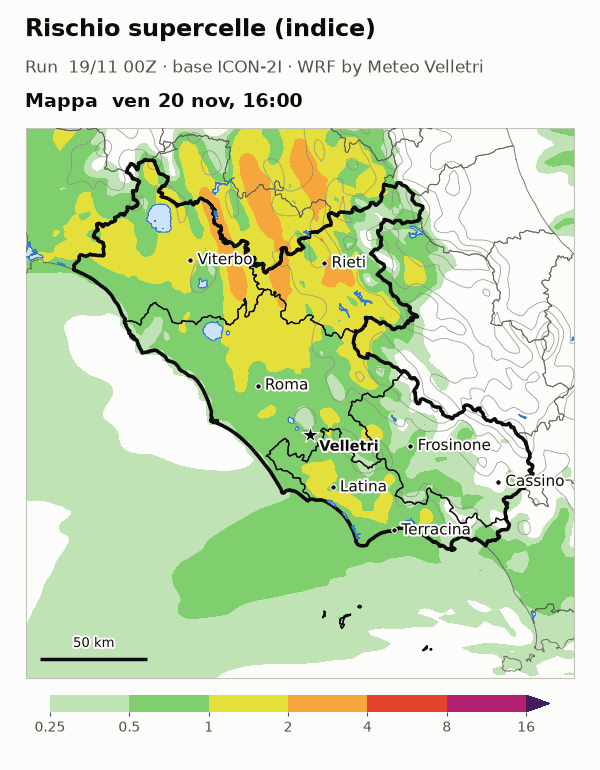 Rischio supercelle (indice)
Run  19/11 00Z · base ICON-2I · WRF by Meteo Velletri
Mappa  ven 20 nov, 16:00
Viterbo
Rieti
Roma
Velletri
Frosinone
Cassino
Latina
Terracina
50 km
0.25 0.5 1 2 4 8 16